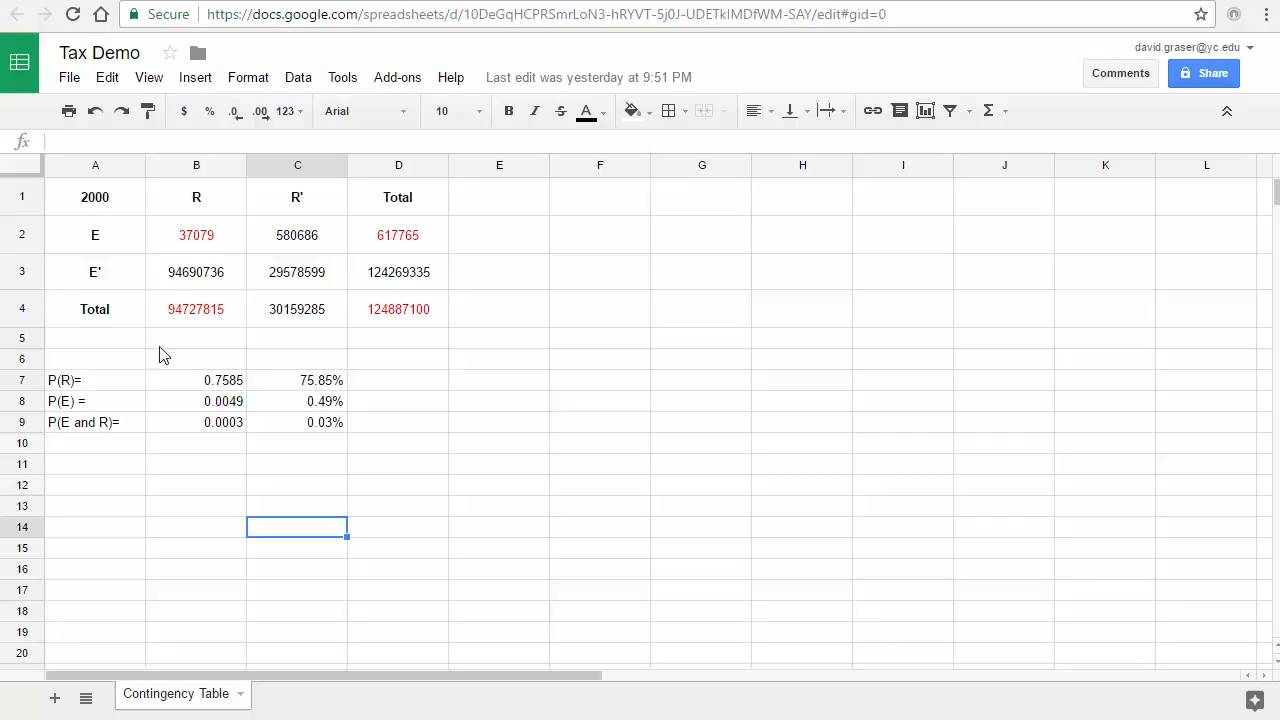 Secure https://docs.google.com/spreadsheets/d/10DeGqHCPRSmrLoN3-hRYVT-5j0J-UDETkIMDfWM-SAY/edit#gid=0
Tax Demo
david.graser@yc.edu
File Edit View Insert Format Data Tools Add-ons Help Last edit was yesterday at 9:51 PM
Comments Share
$ % .0 .00 123 Arial 10 B I S A Σ
fx
A B C D E F G H I J K L
1 2000 R R' Total
2 E 37079 580686 617765
3 E' 94690736 29578599 124269335
4 Total 94727815 30159285 124887100
5
6
7 P(R)= 0.7585 75.85%
8 P(E) = 0.0049 0.49%
9 P(E and R)= 0.0003 0.03%
10
11
12
13
14
15
16
17
18
19
20
+ Contingency Table